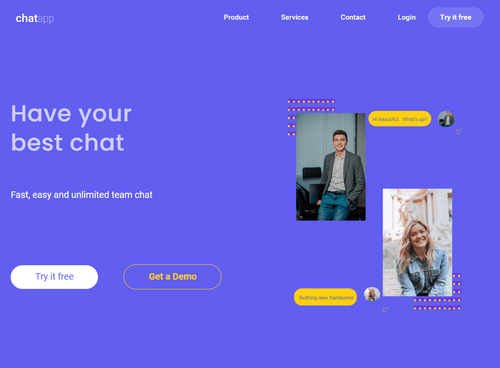 chatapp
Product
Services
Contact
Login
Try it free
Have your
best chat
Hi beautiful. What's up?
Fast, easy and unlimited team chat
Try it free
Get a Demo
Nothing new, handsome